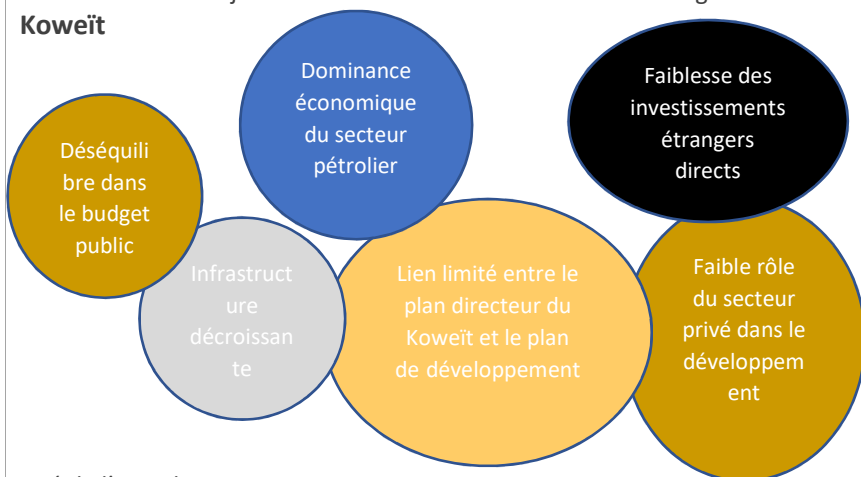 Koweït
Dominance
économique
du secteur
pétrolier
Faiblesse des
investissements
étrangers
directs
Déséquili
bre dans
le budget
public
Infrastruct
ure
décroissan
te
Lien limité entre le
plan directeur du
Koweït et le plan
de développement
Faible rôle
du secteur
privé dans le
développem
ent